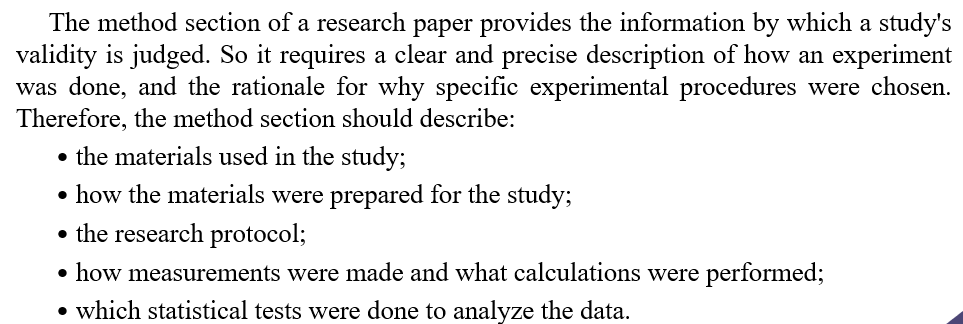 The method section of a research paper provides the information by which a study's
validity is judged. So it requires a clear and precise description of how an experiment
was done, and the rationale for why specific experimental procedures were chosen.
Therefore, the method section should describe:
• the materials used in the study;
• how the materials were prepared for the study;
• the research protocol;
• how measurements were made and what calculations were performed;
• which statistical tests were done to analyze the data.